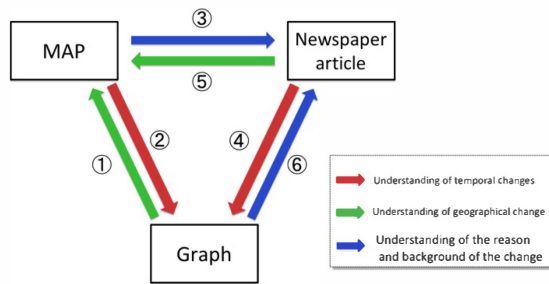 ③
MAP
Newspaper
article
⑤
②
④
①
⑥
Understanding of temporal changes
Understanding of geographical change
Understanding of the reason
and background of the change
Graph